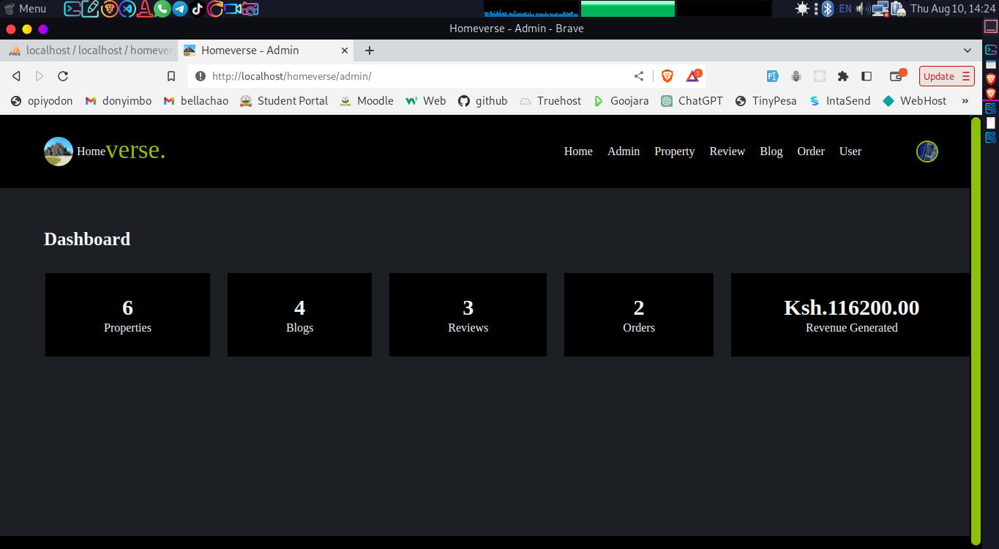 Menu EN Thu Aug 10, 14:24
Homeverse - Admin - Brave
localhost / localhost / homever Homeverse - Admin
http://localhost/homeverse/admin/ 1 Update
opiyodon donyimbo bellachao Student Portal Moodle Web github Truehost Goojara ChatGPT TinyPesa IntaSend WebHost »
Homeverse. Home Admin Property Review Blog Order User
Dashboard
6 4 3 2 Ksh.116200.00
Properties Blogs Reviews Orders Revenue Generated